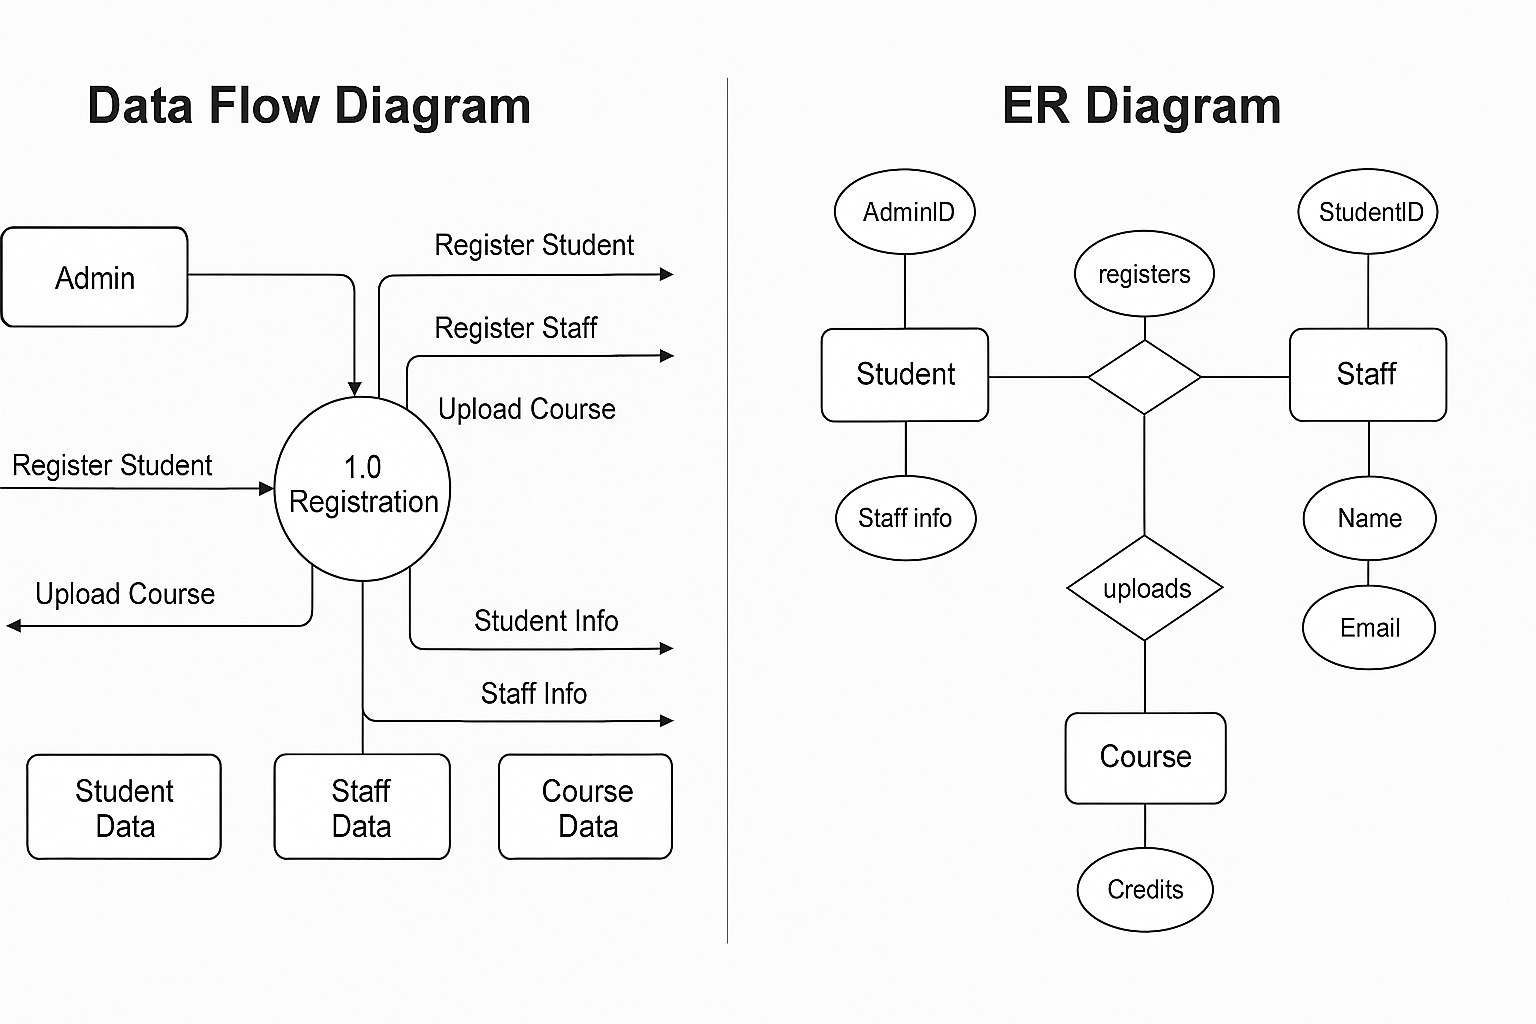 Data Flow Diagram
Admin
Register Student
Register Staff
Upload Course
Register Student
1.0
Registration
Upload Course
Student Info
Staff Info
Student
Data
Staff
Data
Course
Data
ER Diagram
AdminID
StudentID
registers
Student
Staff
Staff info
Name
uploads
Email
Course
Credits